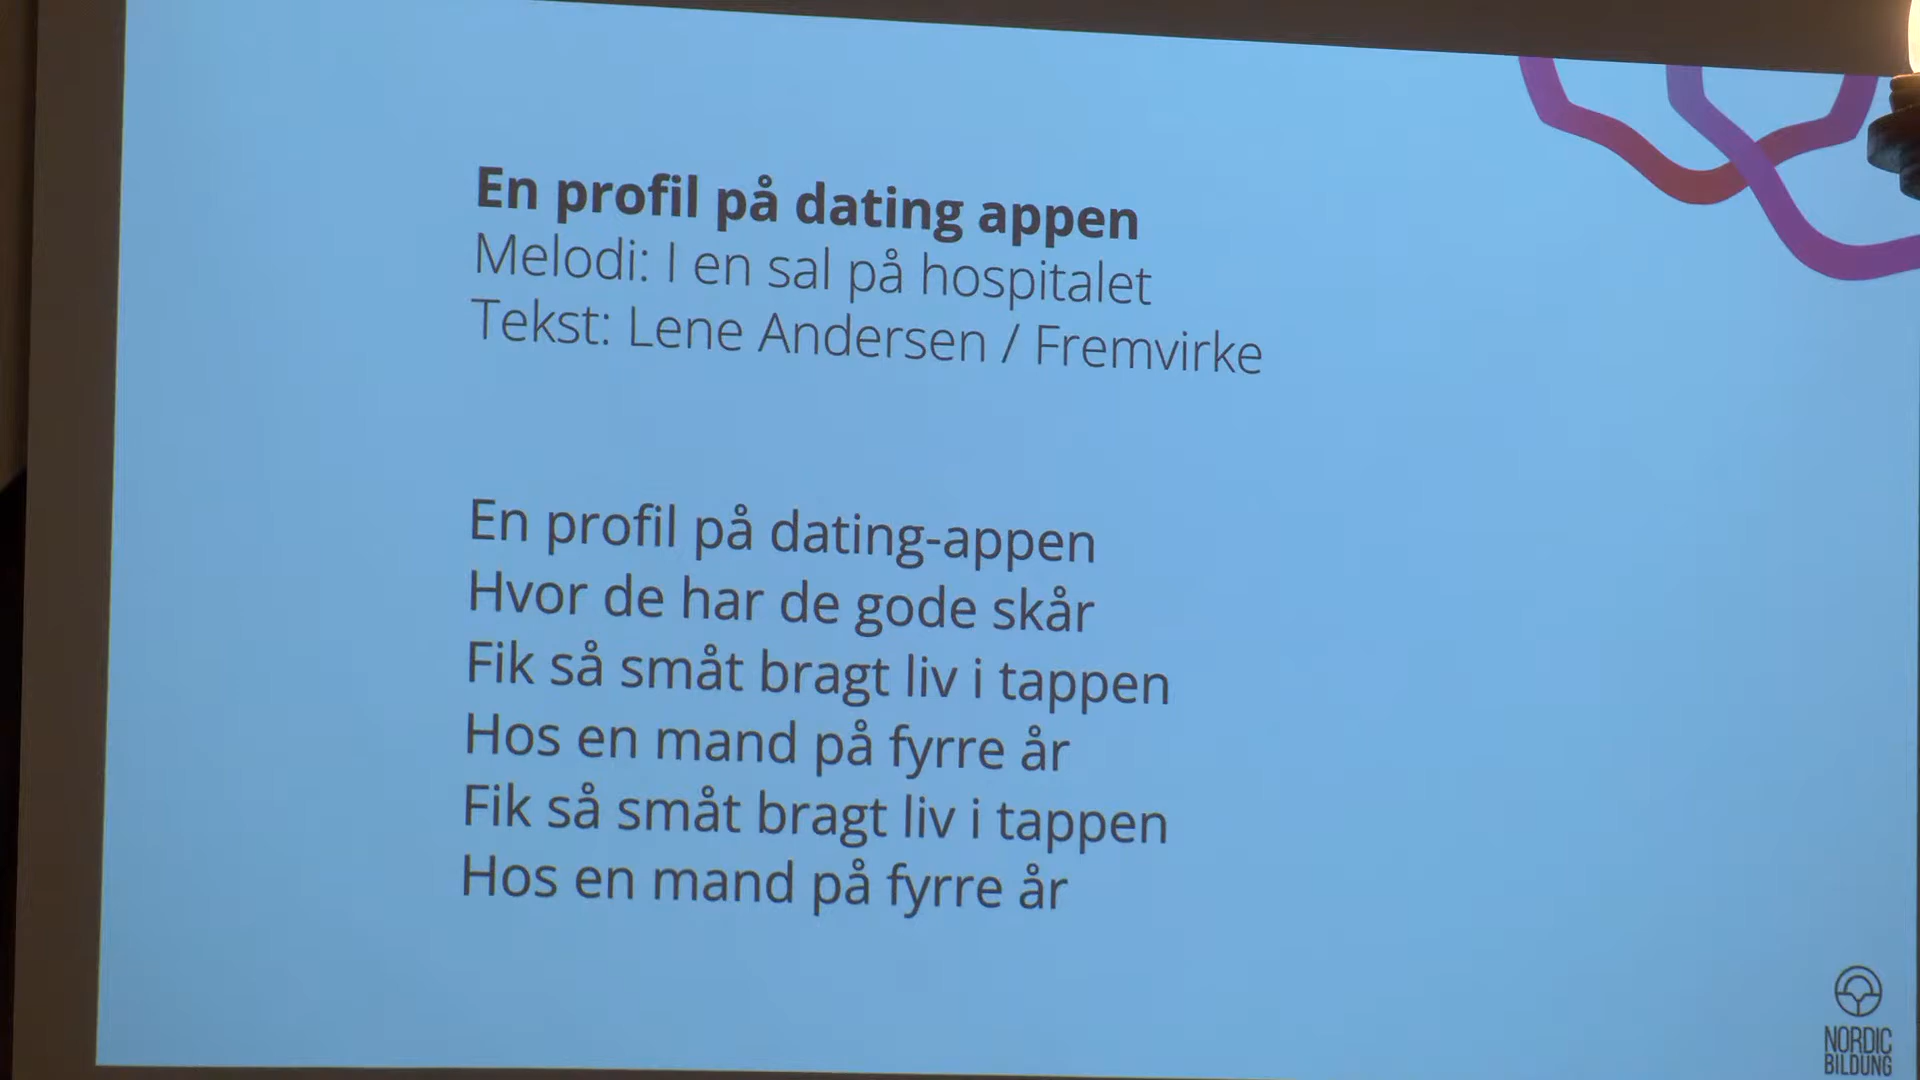 En profil på dating appen
Melodi: I en sal på hospitalet
Tekst: Lene Andersen / Fremvirke
En profil på dating-appen
Hvor de har de gode skår
Fik så småt bragt liv i tappen
Hos en mand på fyrre år
Fik så småt bragt liv i tappen
Hos en mand på fyrre år
NORDIC
BILDUNG